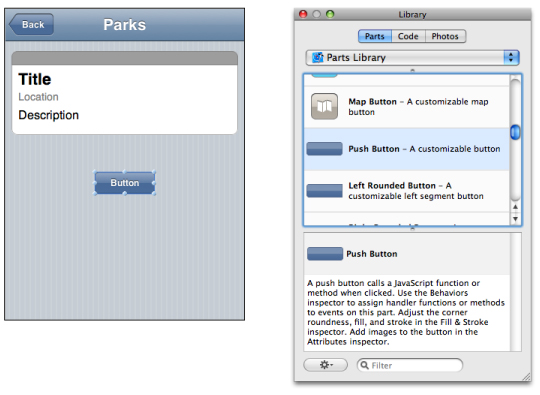 Back
Parks
Title
Location
Description
Button
Library
Parts Code Photos
Parts Library
Map Button – A customizable map
button
Push Button – A customizable button
Left Rounded Button – A
customizable left segment button
Push Button
A push button calls a JavaScript function or
method when clicked. Use the Behaviors
inspector to assign handler functions or methods
to events on this part. Adjust the corner
roundness, fill, and stroke in the Fill & Stroke
inspector. Add images to the button in the
Attributes inspector.
Filter